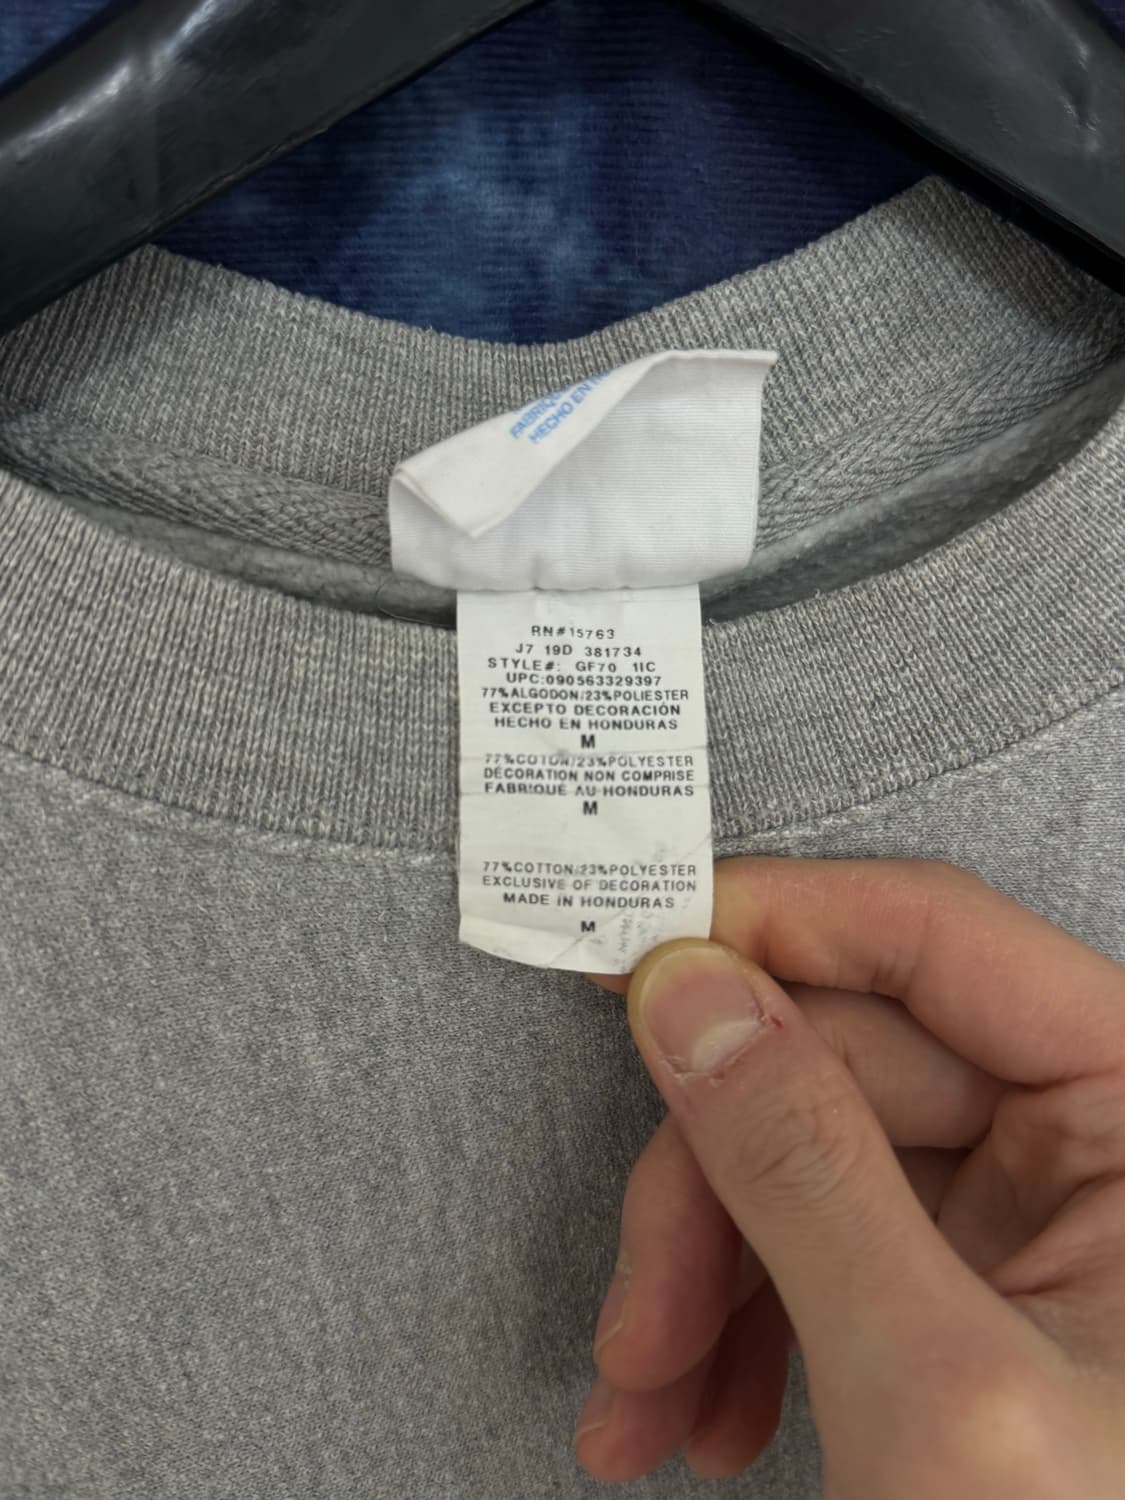 HECHO EN
RN#15763
J7 19D 381734
STYLE#: GF70 1IC
UPC:090563329397
77%ALGODON/23%POLIESTER
EXCEPTO DECORACIÓN
HECHO EN HONDURAS
M
77%COTON/23%POLYESTER
DÉCORATION NON COMPRISE
FABRIQUÉ AU HONDURAS
M
77%COTTON/23%POLYESTER
EXCLUSIVE OF DECORATION
MADE IN HONDURAS
M